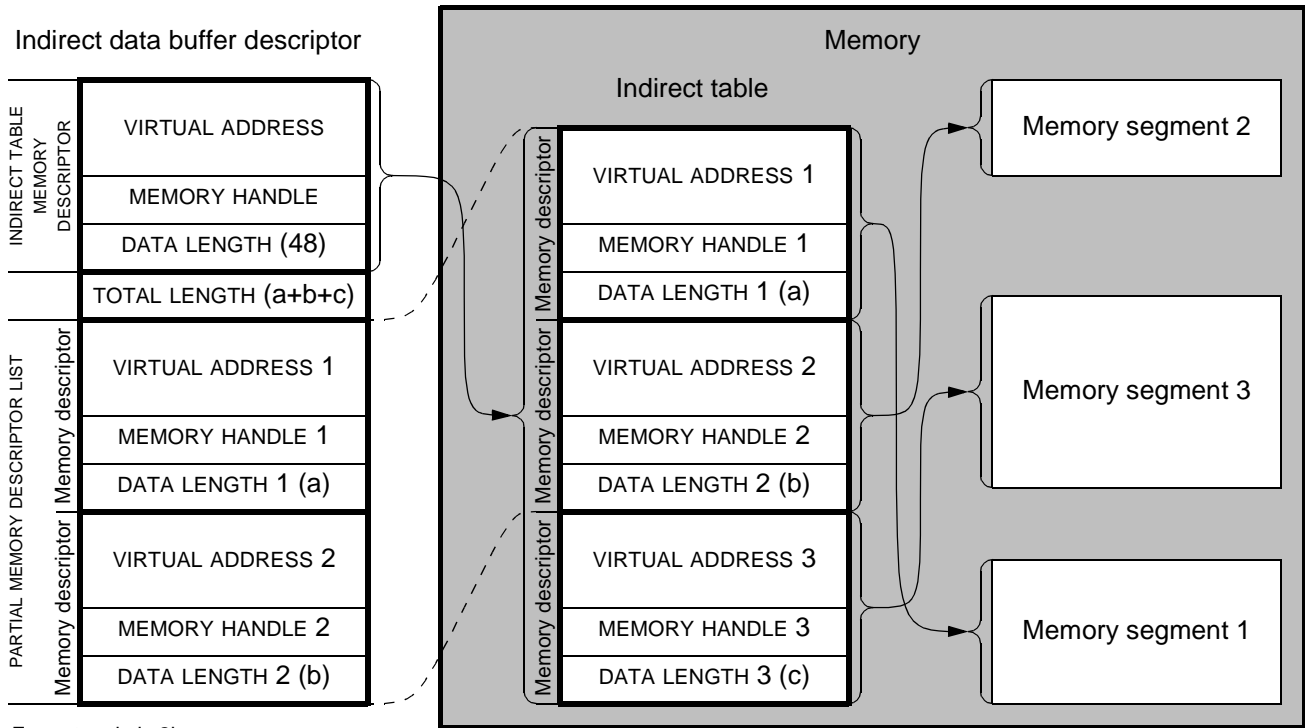 Indirect data buffer descriptor
INDIRECT TABLE
MEMORY
DESCRIPTOR
VIRTUAL ADDRESS
MEMORY HANDLE
DATA LENGTH (48)
TOTAL LENGTH (a+b+c)
PARTIAL MEMORY DESCRIPTOR LIST
Memory descriptor
VIRTUAL ADDRESS 1
MEMORY HANDLE 1
DATA LENGTH 1 (a)
Memory descriptor
VIRTUAL ADDRESS 2
MEMORY HANDLE 2
DATA LENGTH 2 (b)
Memory
Indirect table
Memory descriptor
VIRTUAL ADDRESS 1
MEMORY HANDLE 1
DATA LENGTH 1 (a)
Memory descriptor
VIRTUAL ADDRESS 2
MEMORY HANDLE 2
DATA LENGTH 2 (b)
Memory descriptor
VIRTUAL ADDRESS 3
MEMORY HANDLE 3
DATA LENGTH 3 (c)
Memory segment 2
Memory segment 3
Memory segment 1